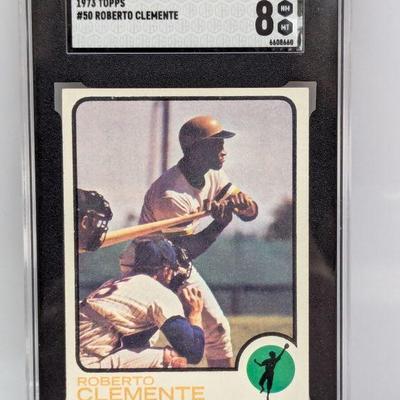 1973 TOPPS
#50 ROBERTO CLEMENTE
8
NM
MT
6608660
ROBERTO
CLEMENTE